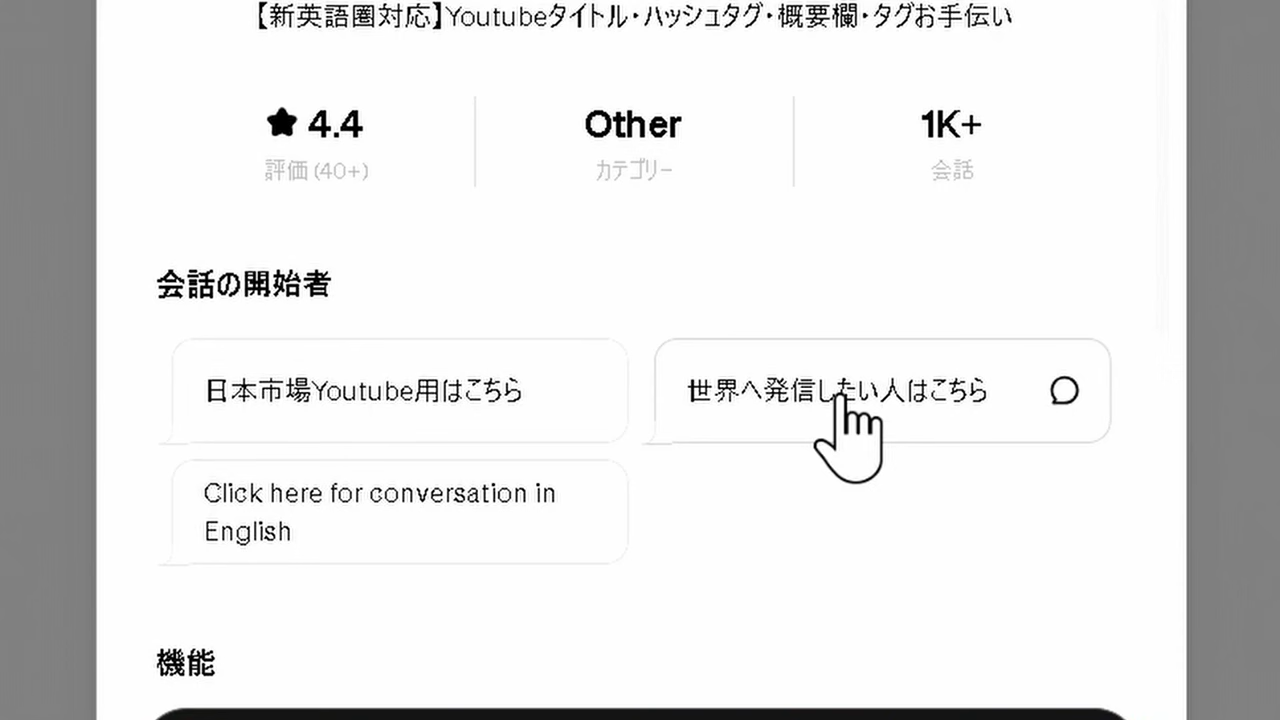 【新英語圏対応】Youtubeタイトル・ハッシュタグ・概要欄・タグお手伝い
★ 4.4
評価 (40+)
Other
カテゴリー
1K+
会話
会話の開始者
日本市場Youtube用はこちら
世界へ発信したい人はこちら
Click here for conversation in
English
機能